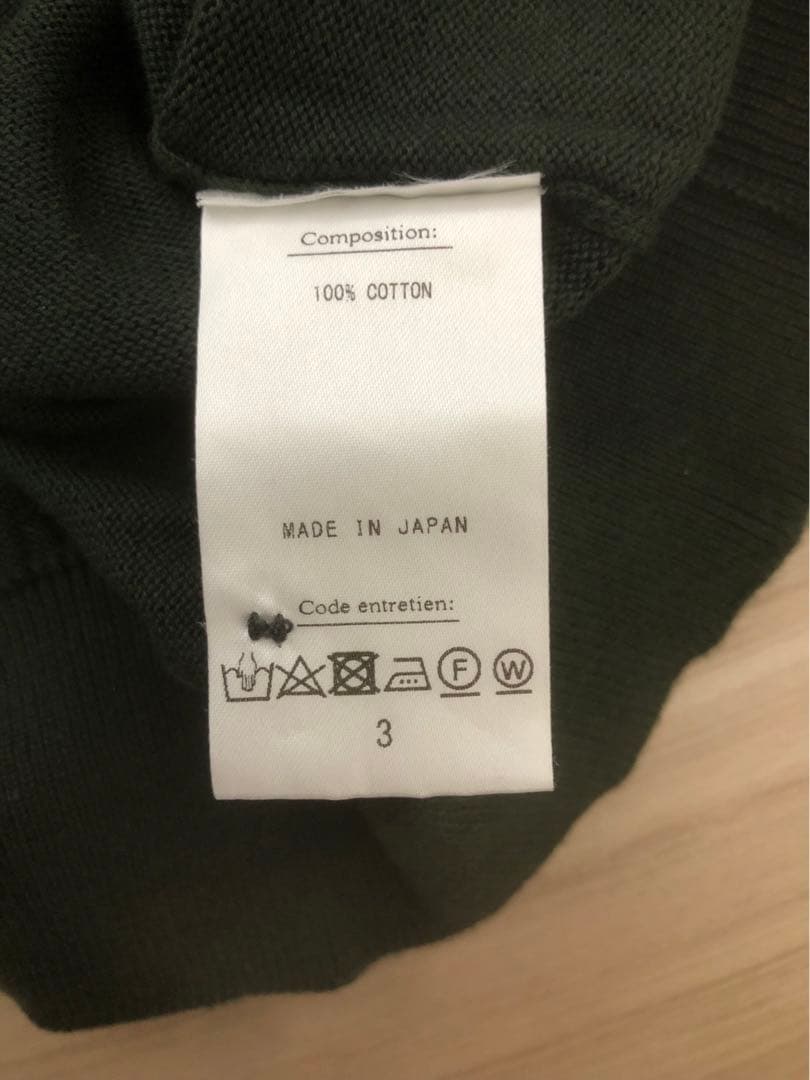 Composition:
100% COTTON
MADE IN JAPAN
Code entretien:
F W
3